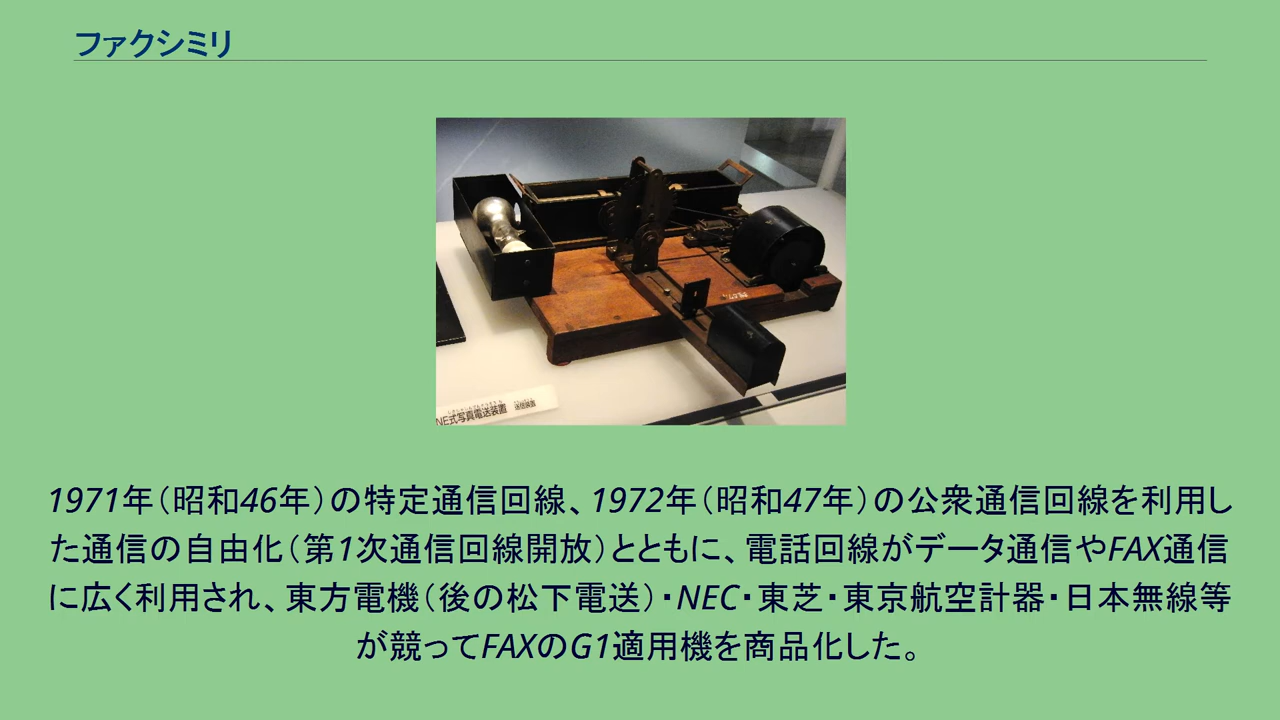 ファクシミリ
NE式写真電送装置 送信装置
1971年（昭和46年）の特定通信回線、1972年（昭和47年）の公衆通信回線を利用し
た通信の自由化（第1次通信回線開放）とともに、電話回線がデータ通信やFAX通信
に広く利用され、東方電機（後の松下電送）・NEC・東芝・東京航空計器・日本無線等
が競ってFAXのG1適用機を商品化した。